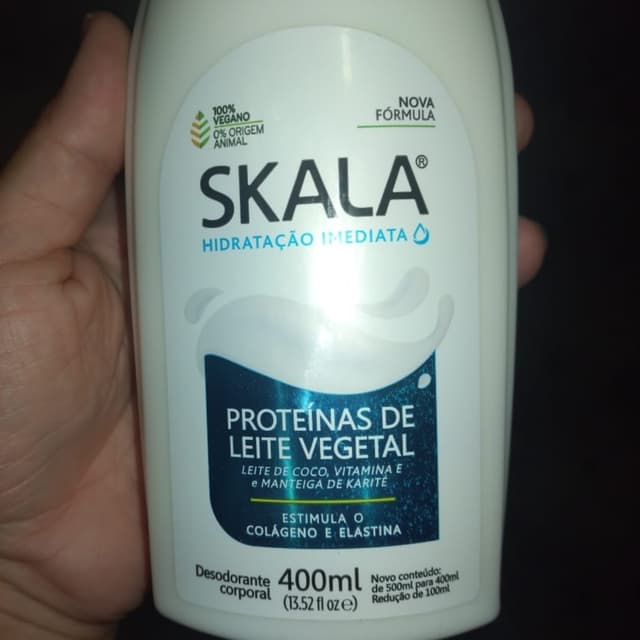 100%
VEGANO
0% ORIGEM
ANIMAL
NOVA
FÓRMULA
SKALA®
HIDRATAÇÃO IMEDIATA
PROTEÍNAS DE
LEITE VEGETAL
LEITE DE COCO, VITAMINA E
e MANTEIGA DE KARITÉ
ESTIMULA O
COLÁGENO E ELASTINA
Desodorante
corporal
400ml
(13.52 fl oz e)
Novo conteúdo:
de 500ml para 400ml
Redução de 100ml